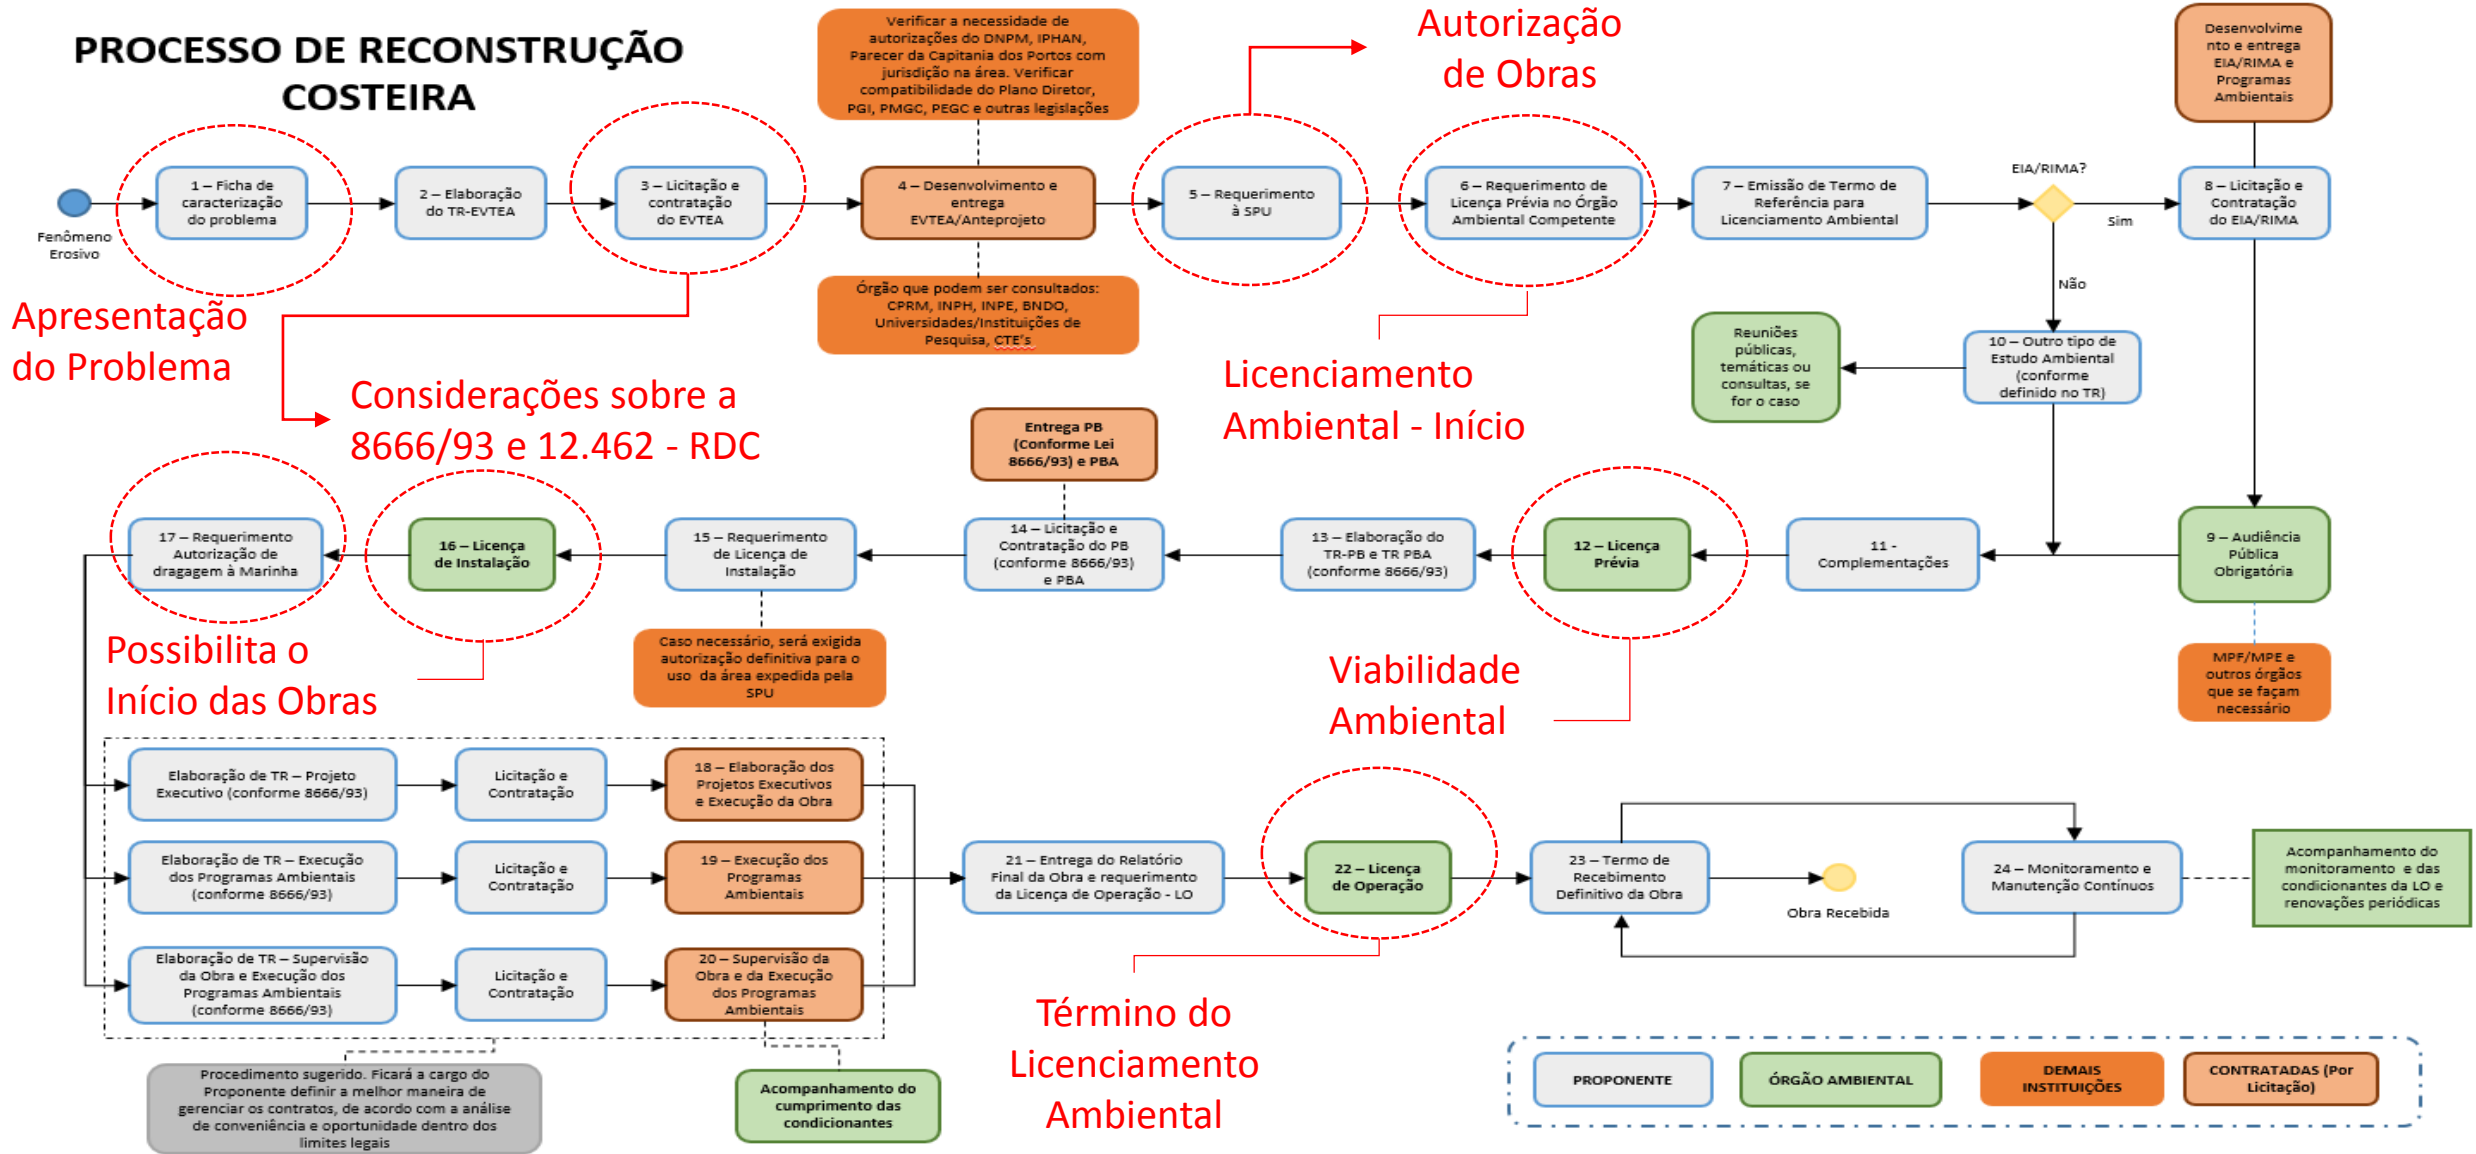 PROCESSO DE RECONSTRUÇÃO
COSTEIRA
Verificar a necessidade de
autorizações do DNPM, IPHAN,
Parecer da Capitania dos Portos com
jurisdição na área. Verificar
compatibilidade do Plano Diretor,
PGI, PMGC, PEGC e outras legislações
Autorização
de Obras
Desenvolvime
nto e entrega
EIA/RIMA e
Programas
Ambientais
Fenômeno
Erosivo
1 – Ficha de
caracterização
do problema
2 – Elaboração
do TR-EVTEA
3 – Licitação e
contratação
do EVTEA
4 – Desenvolvimento e
entrega
EVTEA/Anteprojeto
5 – Requerimento
à SPU
6 – Requerimento de
Licença Prévia no Órgão
Ambiental Competente
7 – Emissão de Termo de
Referência para
Licenciamento Ambiental
EIA/RIMA?
Sim
Não
8 – Licitação e
Contratação
do EIA/RIMA
Apresentação
do Problema
Órgão que podem ser consultados:
CPRM, INPH, INPE, BNDO,
Universidades/Instituições de
Pesquisa, CTE's
Licenciamento
Ambiental - Início
Reuniões
públicas,
temáticas ou
consultas, se
for o caso
10 – Outro tipo de
Estudo Ambiental
(conforme
definido no TR)
Considerações sobre a
8666/93 e 12.462 - RDC
Entrega PB
(Conforme Lei
8666/93) e PBA
17 – Requerimento
Autorização de
dragagem à Marinha
16 – Licença
de Instalação
15 – Requerimento
de Licença de
Instalação
14 – Licitação e
Contratação do PB
(conforme 8666/93)
e PBA
13 – Elaboração do
TR-PB e TR PBA
(conforme 8666/93)
12 – Licença
Prévia
11 -
Complementações
9 – Audiência
Pública
Obrigatória
Possibilita o
Início das Obras
Caso necessário, será exigida
autorização definitiva para o
uso da área expedida pela
SPU
Viabilidade
Ambiental
MPF/MPE e
outros órgãos
que se façam
necessário
Elaboração de TR – Projeto
Executivo (conforme 8666/93)
Licitação e
Contratação
18 – Elaboração dos
Projetos Executivos
e Execução da Obra
Elaboração de TR – Execução
dos Programas Ambientais
(conforme 8666/93)
Licitação e
Contratação
19 – Execução dos
Programas
Ambientais
Elaboração de TR – Supervisão
da Obra e Execução dos
Programas Ambientais
(conforme 8666/93)
Licitação e
Contratação
20 – Supervisão da
Obra e da Execução
dos Programas
Ambientais
21 – Entrega do Relatório
Final da Obra e requerimento
da Licença de Operação - LO
22 – Licença
de Operação
23 – Termo de
Recebimento
Definitivo da Obra
Obra Recebida
24 – Monitoramento e
Manutenção Contínuos
Acompanhamento do
monitoramento e das
condicionantes da LO e
renovações periódicas
Término do
Licenciamento
Ambiental
Procedimento sugerido. Ficará a cargo do
Proponente definir a melhor maneira de
gerenciar os contratos, de acordo com a análise
de conveniência e oportunidade dentro dos
limites legais
Acompanhamento do
cumprimento das
condicionantes
PROPONENTE
ÓRGÃO AMBIENTAL
DEMAIS
INSTITUIÇÕES
CONTRATADAS (Por
Licitação)